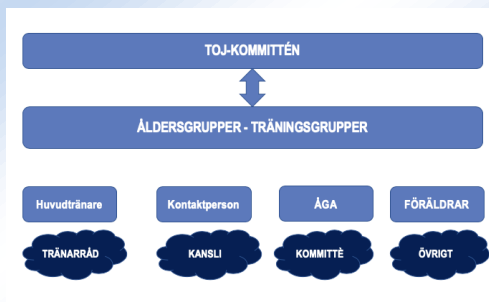 TOJ-KOMMITTÉN
ÅLDERSGRUPPER - TRÄNINGSGRUPPER
Huvudtränare
Kontaktperson
ÅGA
FÖRÄLDRAR
TRÄNARRÅD
KANSLI
KOMMITTÈ
ÖVRIGT